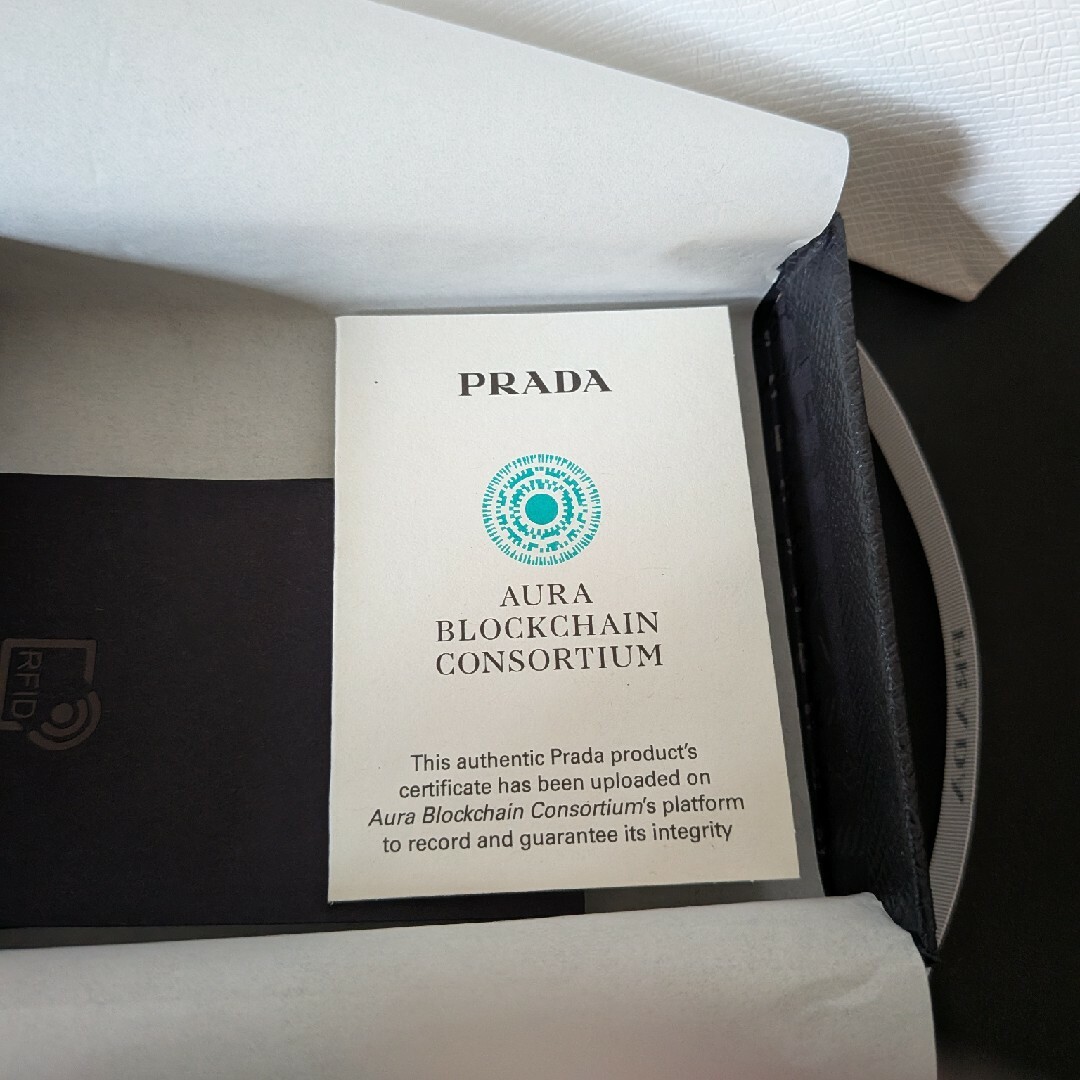 PRADA
AURA
BLOCKCHAIN
CONSORTIUM
This authentic Prada product's
certificate has been uploaded on
Aura Blockchain Consortium's platform
to record and guarantee its integrity
RFID
PRADA